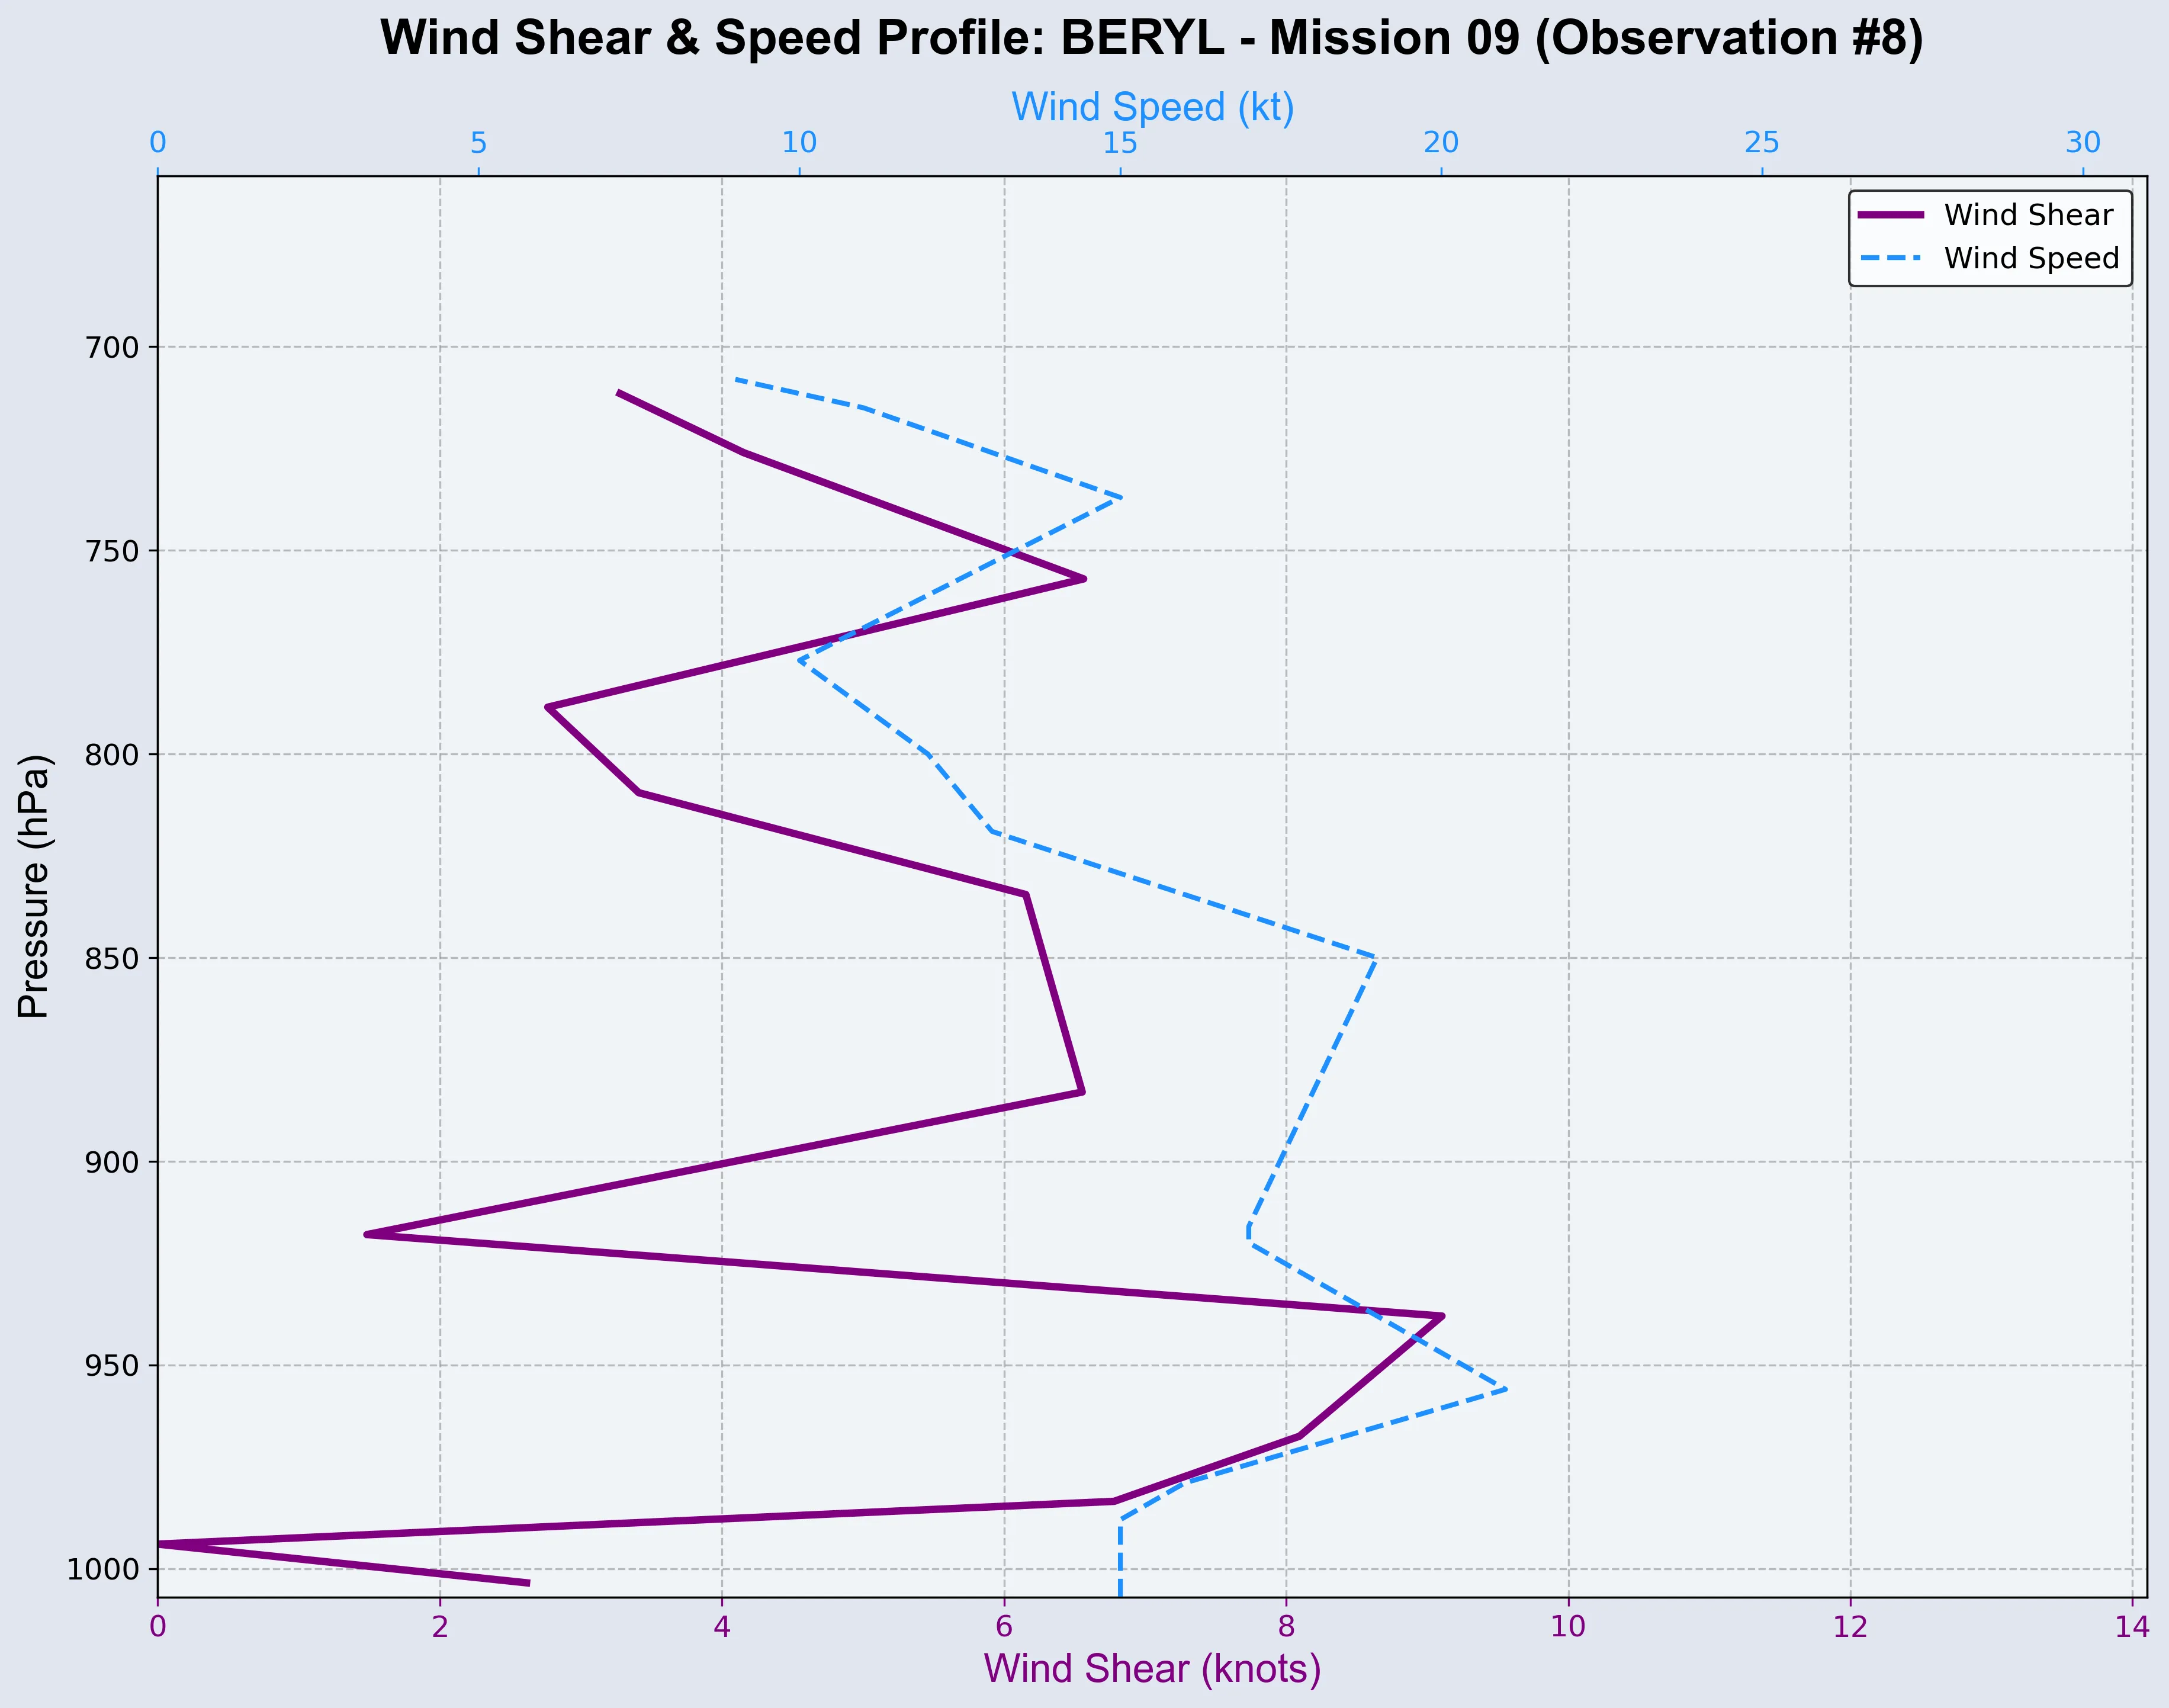 Wind Shear & Speed Profile: BERYL - Mission 09 (Observation #8)
Wind Speed (kt)
0 5 10 15 20 25 30
Wind Shear
Wind Speed
Pressure (hPa)
700
750
800
850
900
950
1000
0 2 4 6 8 10 12 14
Wind Shear (knots)